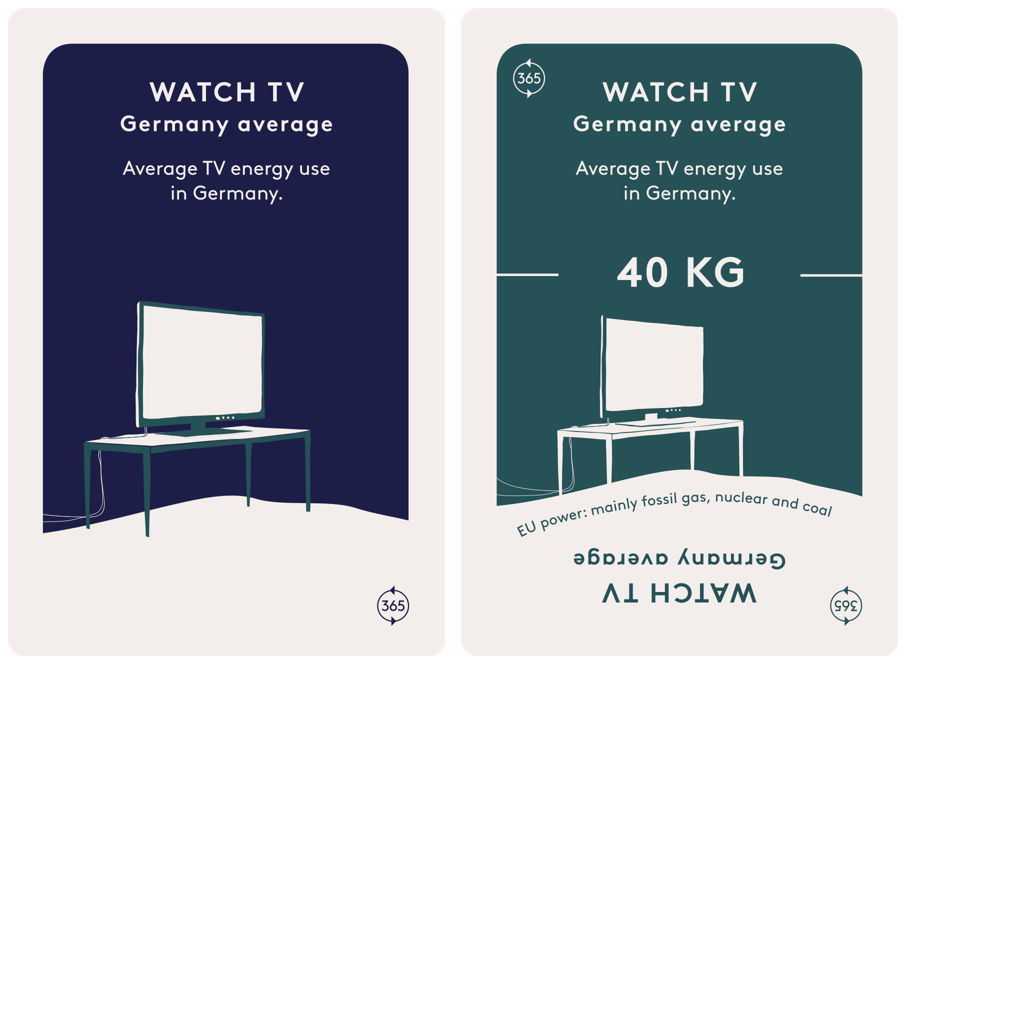 WATCH TV
Germany average
Average TV energy use
in Germany.
365
365
WATCH TV
Germany average
Average TV energy use
in Germany.
40 KG
EU power: mainly fossil gas, nuclear and coal
WATCH TV
Germany average
365